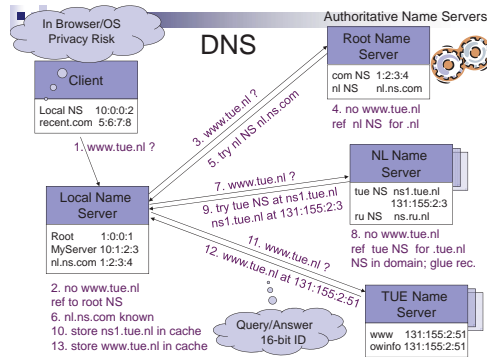 In Browser/OS
Privacy Risk
DNS
Authoritative Name Servers
Client
Local NS 10:0:0:2
recent.com 5:6:7:8
Root Name
Server
com NS 1:2:3:4
nl NS nl.ns.com
4. no www.tue.nl
ref nl NS for .nl
3. www.tue.nl ?
5. try nl NS nl.ns.com
1. www.tue.nl ?
Local Name
Server
Root 1:0:0:1
MyServer 10:1:2:3
nl.ns.com 1:2:3:4
7. www.tue.nl ?
9. try tue NS at ns1.tue.nl
ns1.tue.nl at 131:155:2:3
NL Name
Server
tue NS ns1.tue.nl
131:155:2:3
ru NS ns.ru.nl
8. no www.tue.nl
ref tue NS for .tue.nl
NS in domain; glue rec.
11. www.tue.nl ?
12. www.tue.nl at 131:155:2:51
2. no www.tue.nl
ref to root NS
6. nl.ns.com known
10. store ns1.tue.nl in cache
13. store www.tue.nl in cache
Query/Answer
16-bit ID
TUE Name
Server
www 131:155:2:51
owinfo 131:155:2:51